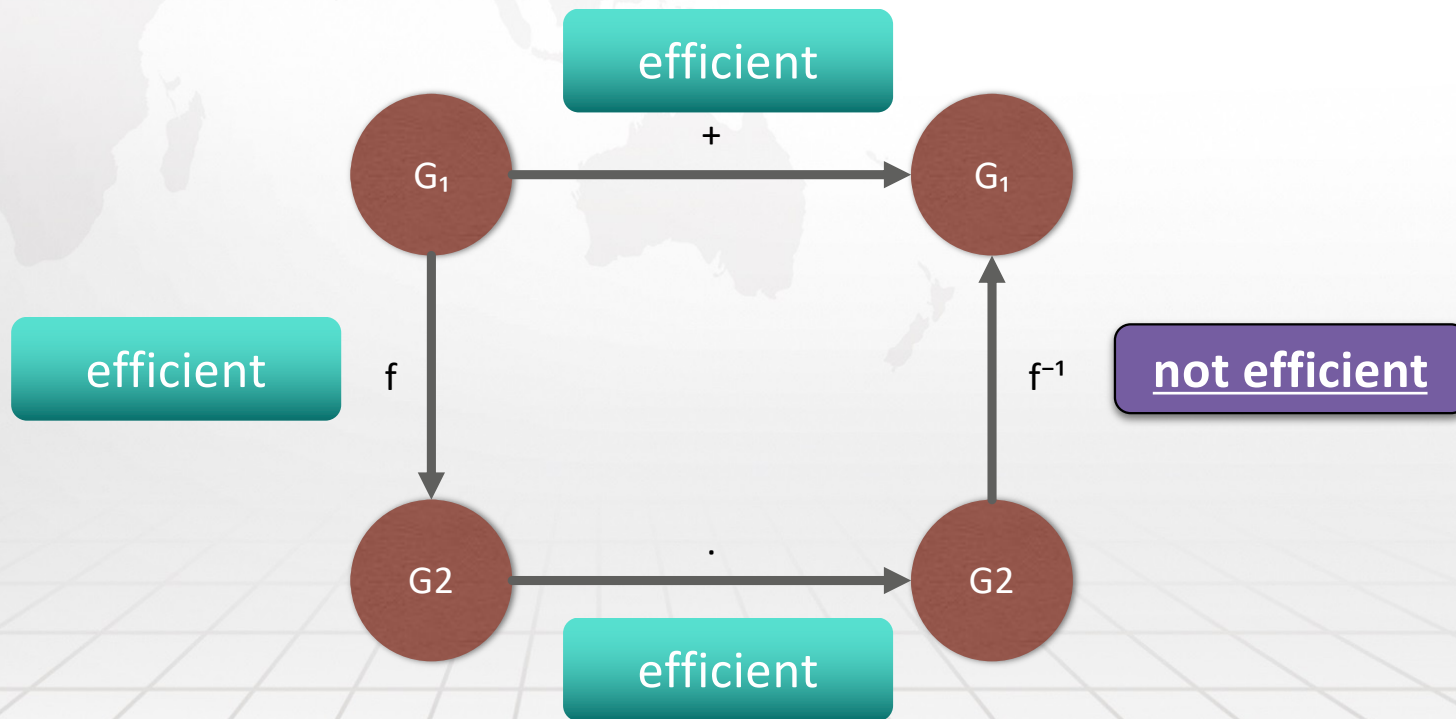 efficient
+
G₁
G₁
efficient
f
f⁻¹
not efficient
.
G2
G2
efficient